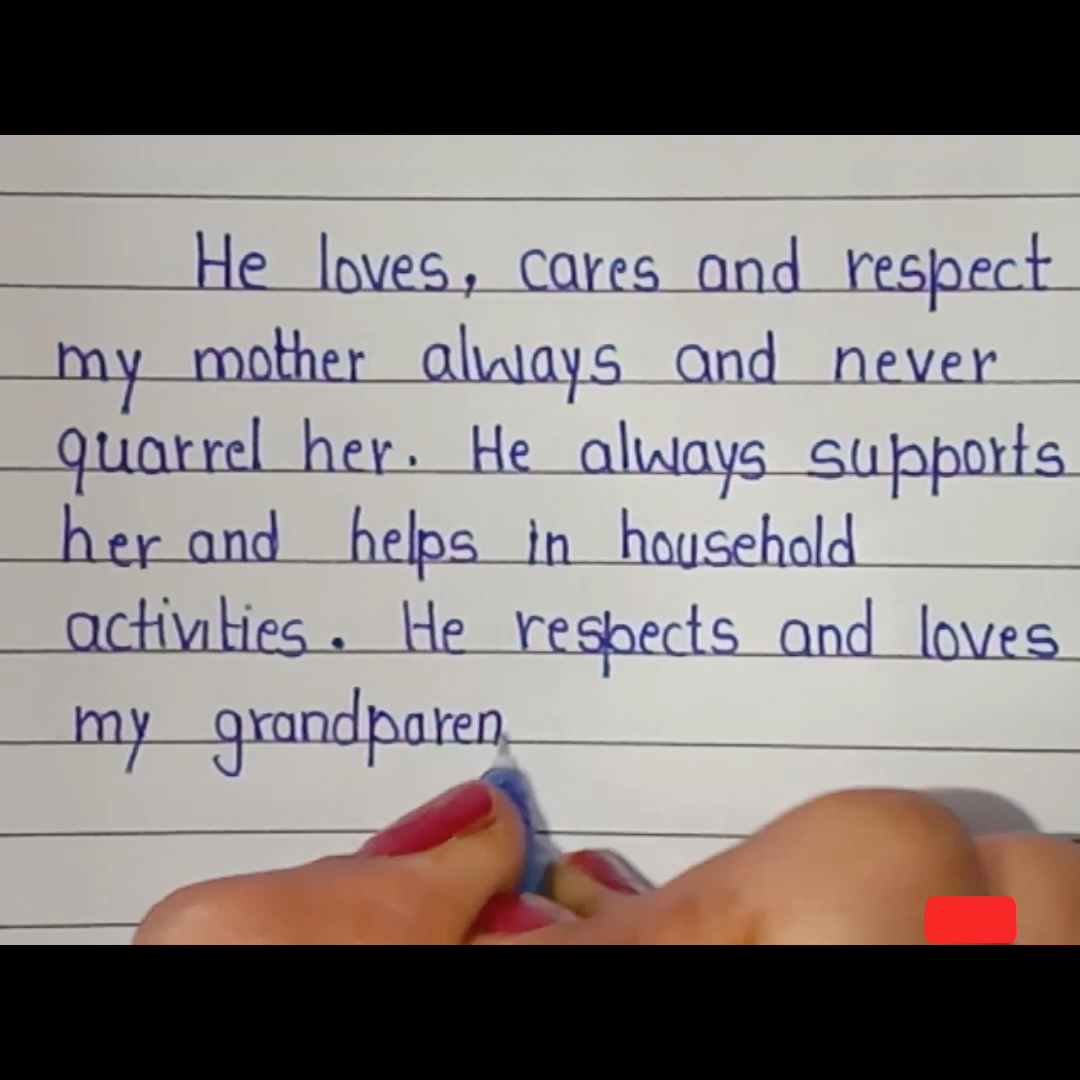 He loves, cares and respect
my mother always and never
quarrel her. He always supports
her and helps in household
activities. He respects and loves
my grandparen